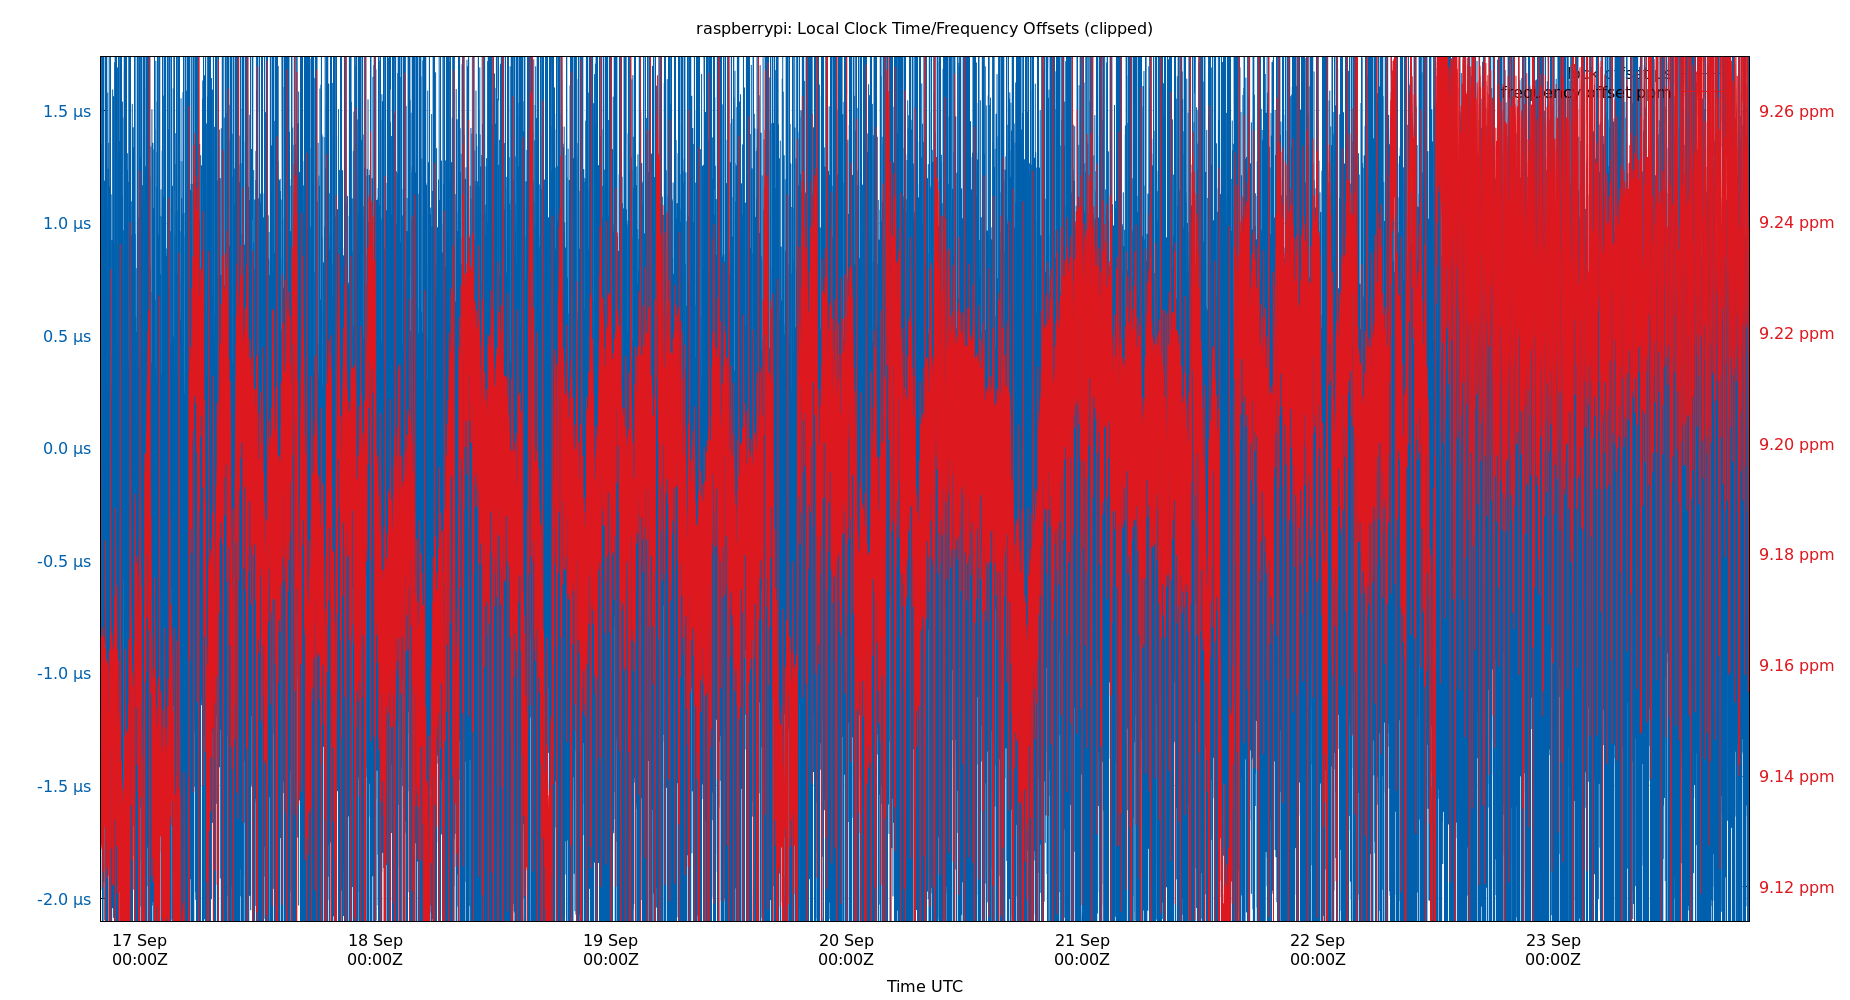 raspberrypi: Local Clock Time/Frequency Offsets (clipped)
frequency offset ppm
1.5 µs
1.0 µs
0.5 µs
0.0 µs
-0.5 µs
-1.0 µs
-1.5 µs
-2.0 µs
9.26 ppm
9.24 ppm
9.22 ppm
9.20 ppm
9.18 ppm
9.16 ppm
9.14 ppm
9.12 ppm
17 Sep
00:00Z
18 Sep
00:00Z
19 Sep
00:00Z
20 Sep
00:00Z
21 Sep
00:00Z
22 Sep
00:00Z
23 Sep
00:00Z
Time UTC